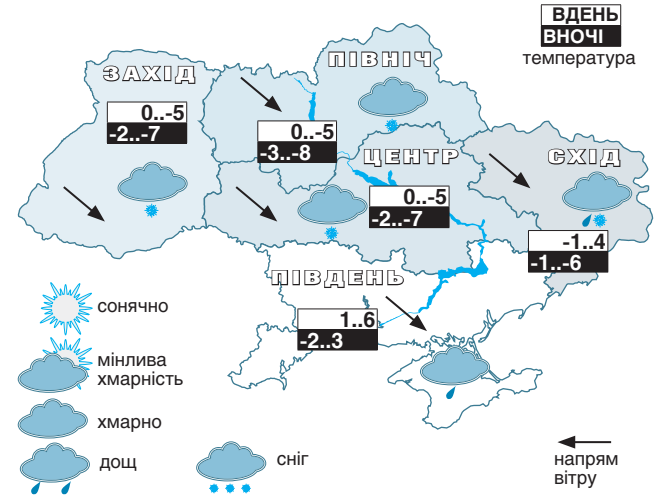 ВДЕНЬ
ВНОЧІ
температура
ЗАХІД
0..-5
-2..-7
ПІВНІЧ
0..-5
-3..-8
ЦЕНТР
0..-5
-2..-7
СХІД
-1..4
-1..-6
ПІВДЕНЬ
1..6
-2..3
сонячно
мінлива
хмарність
хмарно
дощ
сніг
напрям
вітру